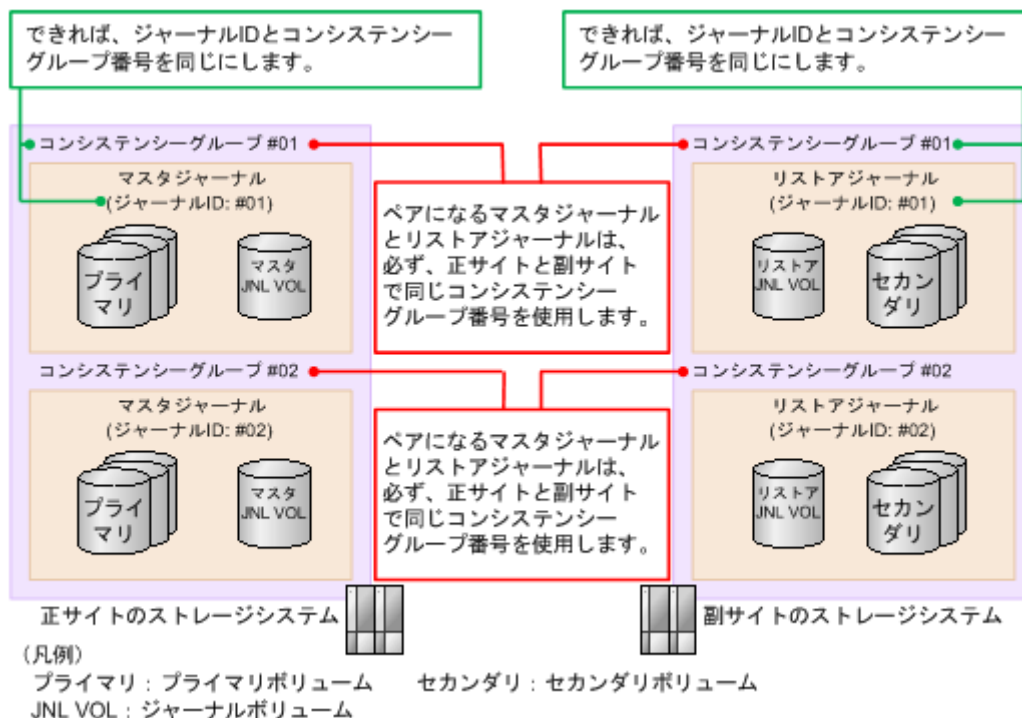 できれば、ジャーナルIDとコンシステンシー
グループ番号を同じにします。
できれば、ジャーナルIDとコンシステンシー
グループ番号を同じにします。
コンシステンシーグループ #01
マスタジャーナル
(ジャーナルID: #01)
プライ
マリ
マスタ
JNL VOL
ペアになるマスタジャーナル
とリストアジャーナルは、
必ず、正サイトと副サイト
で同じコンシステンシー
グループ番号を使用します。
コンシステンシーグループ #01
リストアジャーナル
(ジャーナルID: #01)
リストア
JNL VOL
セカン
ダリ
コンシステンシーグループ #02
マスタジャーナル
(ジャーナルID: #02)
プライ
マリ
マスタ
JNL VOL
ペアになるマスタジャーナル
とリストアジャーナルは、
必ず、正サイトと副サイト
で同じコンシステンシー
グループ番号を使用します。
コンシステンシーグループ #02
リストアジャーナル
(ジャーナルID: #02)
リストア
JNL VOL
セカン
ダリ
正サイトのストレージシステム
副サイトのストレージシステム
(凡例)
プライマリ：プライマリボリューム　　セカンダリ：セカンダリボリューム
JNL VOL：ジャーナルボリューム